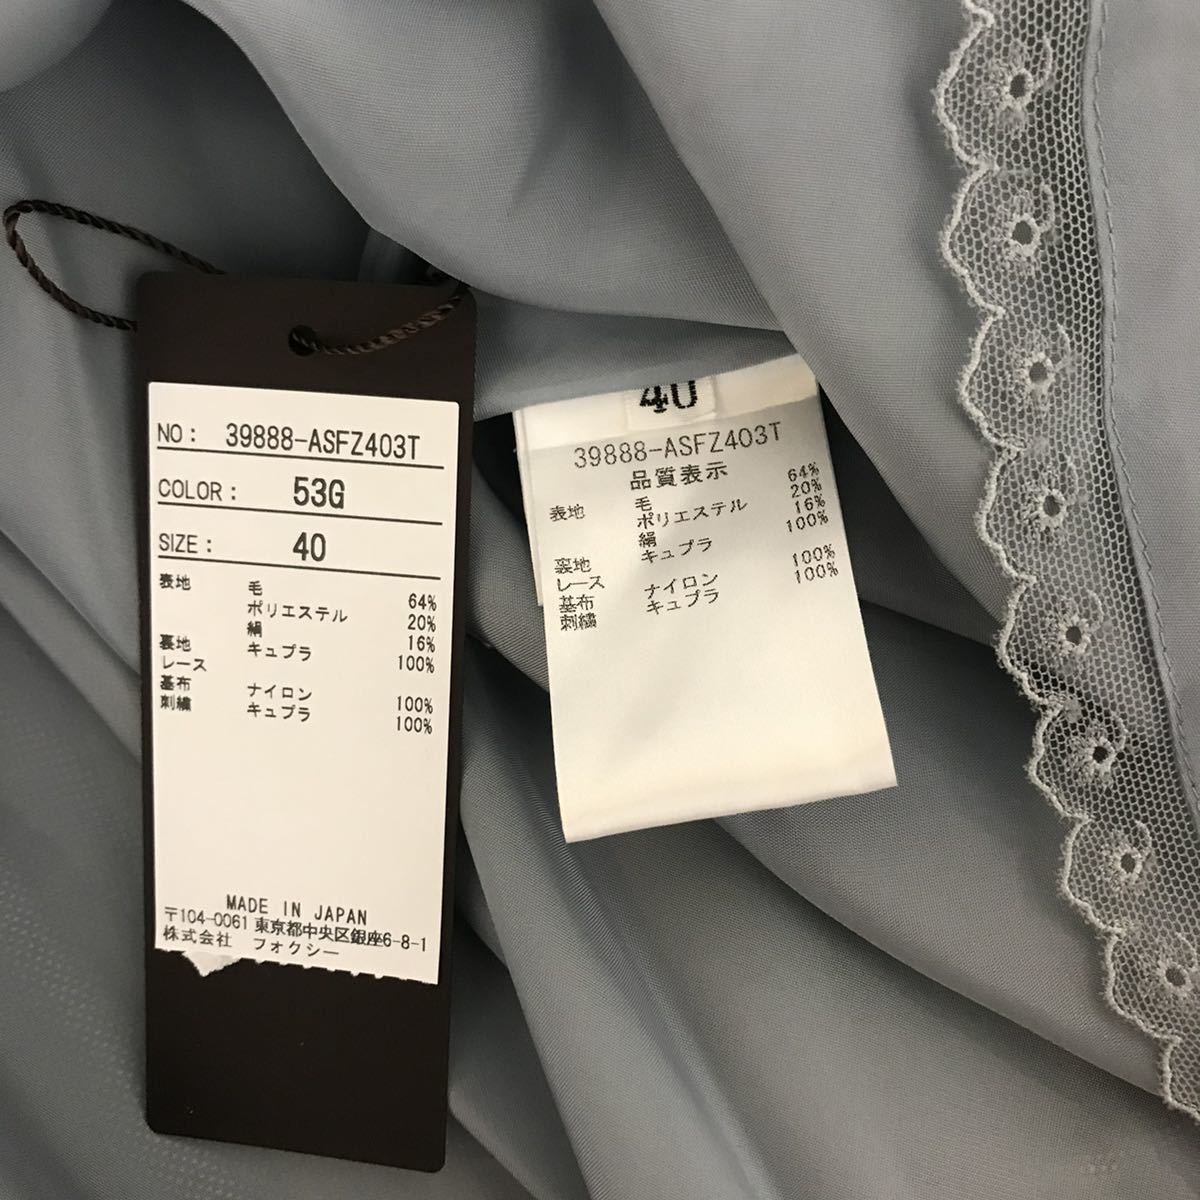 NO: 39888-ASFZ403T
COLOR: 53G
SIZE: 40
表地 毛 64%
ポリエステル 20%
絹 16%
裏地 キュプラ 100%
レース
基布 ナイロン 100%
刺繍 キュプラ 100%
MADE IN JAPAN
〒104-0061 東京都中央区銀座6-8-1
株式会社 フォクシー
40
39888-ASFZ403T
品質表示
表地 毛 64%
ポリエステル 20%
絹 16%
裏地 キュプラ 100%
レース
基布 ナイロン 100%
刺繍 キュプラ 100%